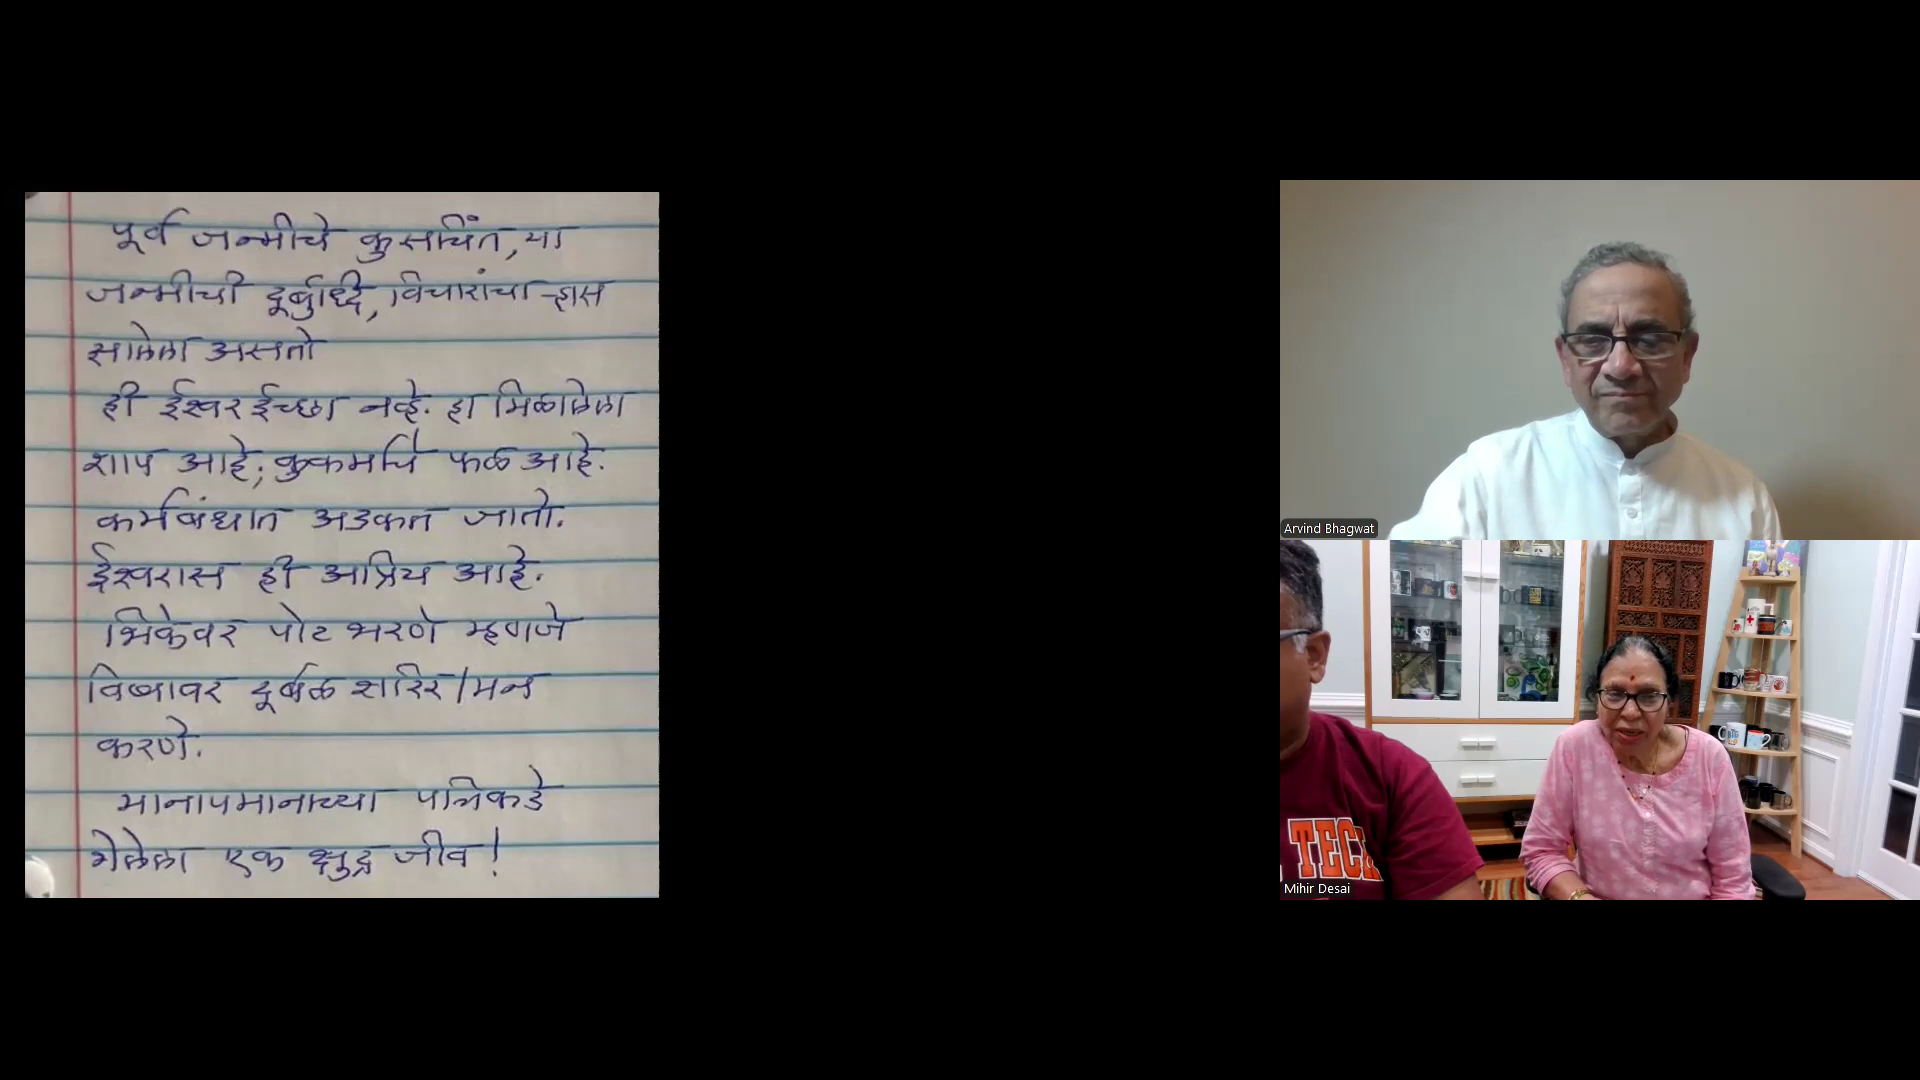 पूर्व जन्मीचे कुसंचित, या
जन्मीची दूर्बुध्दि, विचारांचा ऱ्हास
झालेला असतो
ही ईश्वर ईच्छा नव्हे. हा मिळालेला
शाप आहे; कुकर्माचे फळ आहे.
कर्मबंधात अडकत जातो.
ईश्वरास ही अप्रिय आहे.
भिकेवर पोट भरणे म्हणजे
विषावर दूर्बळ शरिर/मन
करणे.
मानापमानाच्या पलिकडे
गेलेला एक क्षुद्र जीव!
Arvind Bhagwat
TECH
Mihir Desai